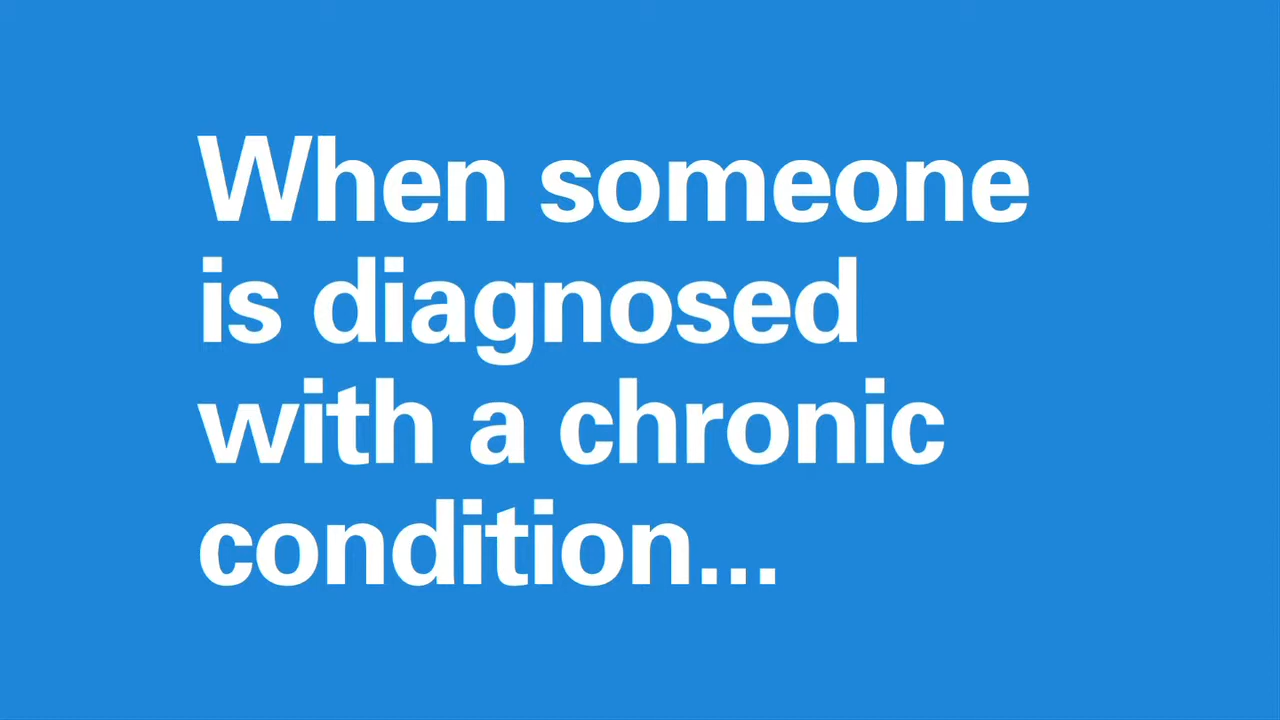 When someone
is diagnosed
with a chronic
condition...